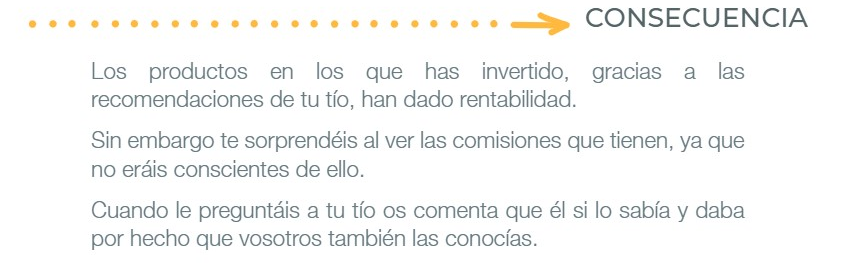 CONSECUENCIA
Los productos en los que has invertido, gracias a las
recomendaciones de tu tío, han dado rentabilidad.
Sin embargo te sorprendéis al ver las comisiones que tienen, ya que
no eráis conscientes de ello.
Cuando le preguntáis a tu tío os comenta que él si lo sabía y daba
por hecho que vosotros también las conocías.